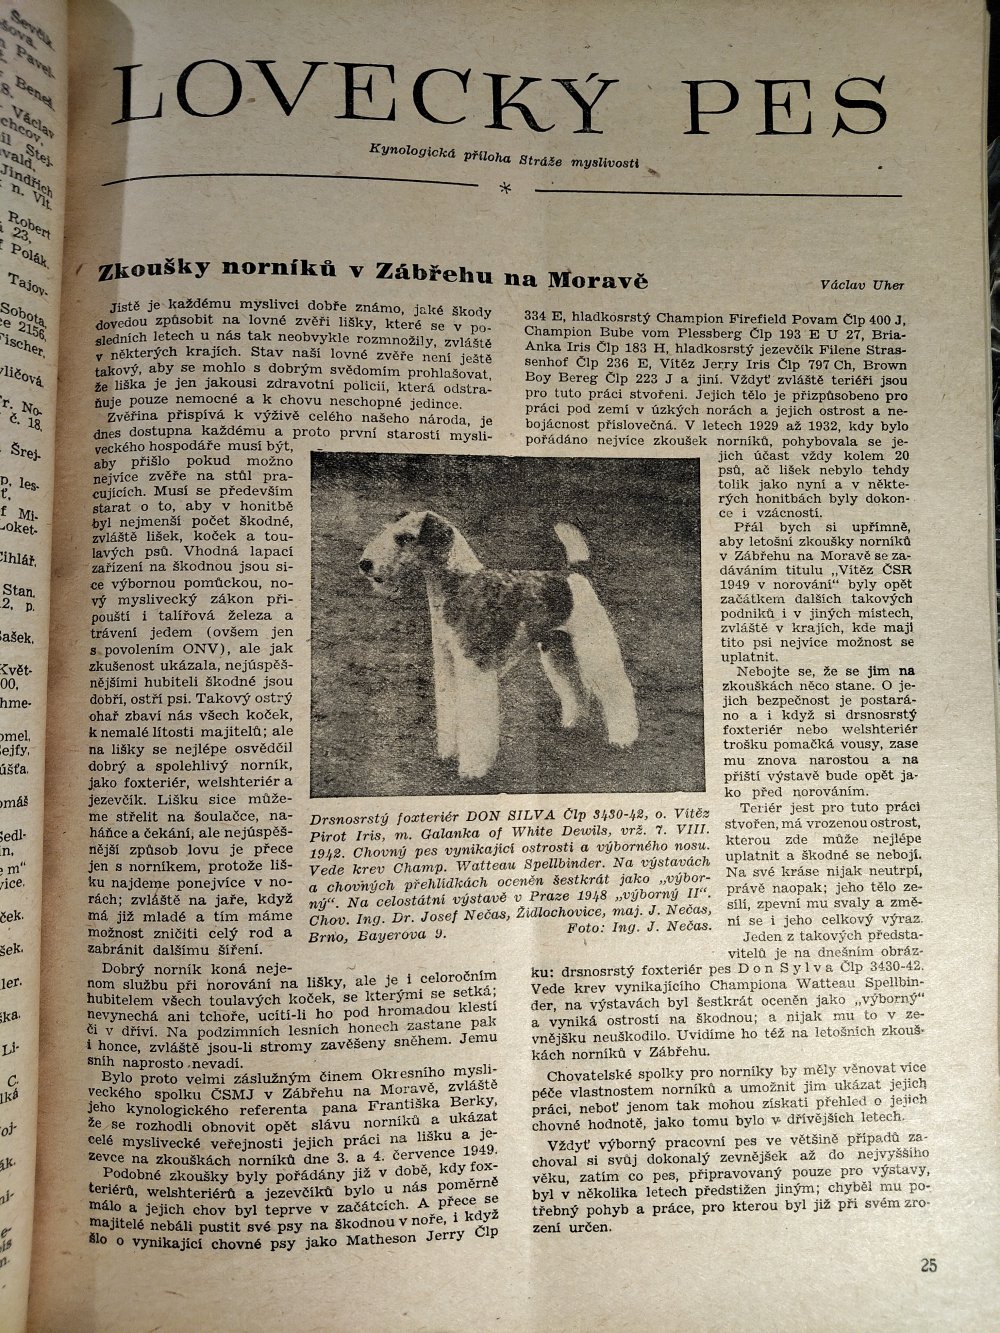 LOVECKÝ PES
Kynologická příloha Stráže myslivosti
*
Zkoušky norníků v Zábřehu na Moravě
Václav Uher
Jistě je každému myslivci dobře známo, jaké škody
dovedou způsobit na lovné zvěři lišky, které se v po-
sledních letech u nás tak neobvykle rozmnožily, zvláště
v některých krajích. Stav naší lovné zvěře není ještě
takový, aby se mohlo s dobrým svědomím prohlašovat,
že liška je jen jakousi zdravotní policií, která odstra-
ňuje pouze nemocné a k chovu neschopné jedince.
Zvěřina přispívá k výživě celého našeho národa, je
dnes dostupna každému a proto první starostí mysli-
veckého hospodáře musí být,
aby přišlo pokud možno
nejvíce zvěře na stůl pra-
cujících. Musí se především
starat o to, aby v honitbě
byl nejmenší počet škodné,
zvláště lišek, koček a tou-
lavých psů. Vhodná lapací
zařízení na škodnou jsou si-
ce výbornou pomůckou, no-
vý myslivecký zákon při-
pouští i talířová železa a
trávení jedem (ovšem jen
s povolením ONV), ale jak
zkušenost ukázala, nejúspěš-
nějšími hubiteli škodné jsou
dobří, ostří psi. Takový ostrý
ohař zbaví nás všech koček,
k nemalé lítosti majitelů; ale
na lišky se nejlépe osvědčil
dobrý a spolehlivý norník,
jako foxteriér, welshteriér a
jezevčík. Lišku sice může-
me střelit na šoulačce, na-
háňce a čekání, ale nejúspěš-
nější způsob lovu je přece
jen s norníkem, protože liš-
ku najdeme ponejvíce v no-
rách; zvláště na jaře, když
má již mladé a tím máme
možnost zničiti celý rod a
zabránit dalšímu šíření.
Dobrý norník koná neje-
nom službu při norování na lišky, ale je i celoročním
hubitelem všech toulavých koček, se kterými se setká;
nevynechá ani tchoře, ucítí-li ho pod hromadou klestí
či v dříví. Na podzimních lesních honech zastane pak
i honce, zvláště jsou-li stromy zavěšeny sněhem. Jemu
sníh naprosto nevadí.
Bylo proto velmi záslužným činem Okresního mysli-
veckého spolku ČSMJ v Zábřehu na Moravě, zvláště
jeho kynologického referenta pana Františka Berky,
že se rozhodli obnovit opět slávu norníků a ukázat
celé myslivecké veřejnosti jejich práci na lišku a je-
zevce na zkouškách norníků dne 3. a 4. července 1949.
Podobné zkoušky byly pořádány již v době, kdy fox-
teriérů, welshteriérů a jezevčíků bylo u nás poměrně
málo a jejich chov byl teprve v začátcích. A přece se
majitelé nebáli pustit své psy na škodnou v noře, i když
šlo o vynikající chovné psy jako Matheson Jerry Člp
Drsnosrstý foxteriér DON SILVA Člp 3430-42, o. Vítěz
Pirot Iris, m. Galanka of White Dewils, vrž. 7. VIII.
1942. Chovný pes vynikající ostrosti a výborného nosu.
Vede krev Champ. Watteau Spellbinder. Na výstavách
a chovných přehlídkách oceněn šestkrát jako „výbor-
ný“. Na celostátní výstavě v Praze 1948 „výborný II“.
Chov. Ing. Dr. Josef Nečas, Židlochovice, maj. J. Nečas,
Brno, Bayerova 9. Foto: Ing. J. Nečas.
334 E, hladkosrstý Champion Firefield Povam Člp 400 J,
Champion Bube vom Plessberg Člp 193 E U 27, Bria-
Anka Iris Člp 183 H, hladkosrstý jezevčík Filene Stras-
senhof Člp 236 E, Vítěz Jerry Iris Člp 797 Ch, Brown
Boy Bereg Člp 223 J a jiní. Vždyť zvláště teriéři jsou
pro tuto práci stvořeni. Jejich tělo je přizpůsobeno pro
práci pod zemí v úzkých norách a jejich ostrost a ne-
bojácnost příslovečná. V letech 1929 až 1932, kdy bylo
pořádáno nejvíce zkoušek norníků, pohybovala se je-
jich účast vždy kolem 20
psů, ač lišek nebylo tehdy
tolik jako nyní a v někte-
rých honitbách byly dokon-
ce i vzácností.
Přál bych si upřímně,
aby letošní zkoušky norníků
v Zábřehu na Moravě se za-
dáváním titulu „Vítěz ČSR
1949 v norování“ byly opět
začátkem dalších takových
podniků i v jiných místech,
zvláště v krajích, kde mají
tito psi nejvíce možnost se
uplatnit.
Nebojte se, že se jim na
zkouškách něco stane. O je-
jich bezpečnost je postará-
no a i když si drsnosrstý
foxteriér nebo welshteriér
trošku pomačká vousy, zase
mu znova narostou a na
příští výstavě bude opět ja-
ko před norováním.
Teriér jest pro tuto práci
stvořen, má vrozenou ostrost,
kterou zde může nejlépe
uplatnit a škodné se nebojí.
Na své kráse nijak neutrpí,
právě naopak; jeho tělo ze-
sílí, zpevní mu svaly a změ-
ní se i jeho celkový výraz.
Jeden z takových předsta-
vitelů je na dnešním obráz-
ku: drsnosrstý foxteriér pes Don Sylva Člp 3430-42.
Vede krev vynikajícího Championa Watteau Spellbin-
der, na výstavách byl šestkrát oceněn jako „výborný“
a vyniká ostrostí na škodnou; a nijak mu to v ze-
vnějšku neuškodilo. Uvidíme ho též na letošních zkouš-
kách norníků v Zábřehu.
Chovatelské spolky pro norníky by měly věnovat více
péče vlastnostem norníků a umožnit jim ukázat jejich
práci, neboť jenom tak mohou získati přehled o jejich
chovné hodnotě, jako tomu bylo v dřívějších letech.
Vždyť výborný pracovní pes ve většině případů za-
choval si svůj dokonalý zevnějšek až do nejvyššího
věku, zatím co pes, připravovaný pouze pro výstavy,
byl v několika letech předstižen jiným; chyběl mu po-
třebný pohyb a práce, pro kterou byl již při svém zro-
zení určen.
25